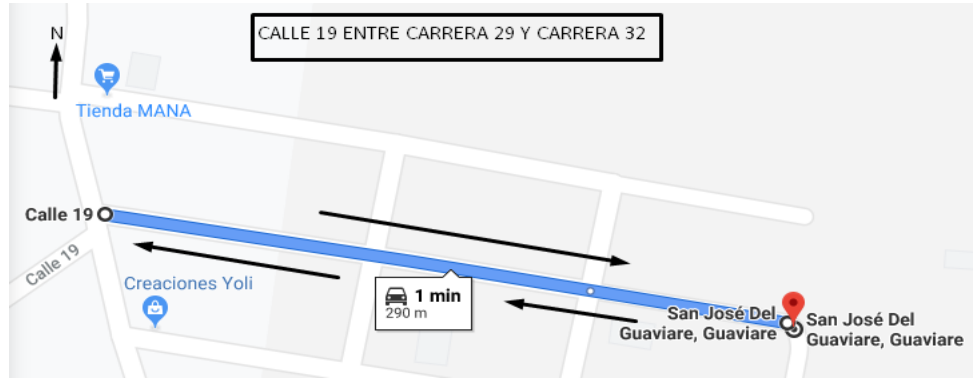 CALLE 19 ENTRE CARRERA 29 Y CARRERA 32
N
Tienda MANA
Calle 19
Calle 19
Creaciones Yoli
1 min
290 m
San José Del
Guaviare, Guaviare
San José Del
Guaviare, Guaviare